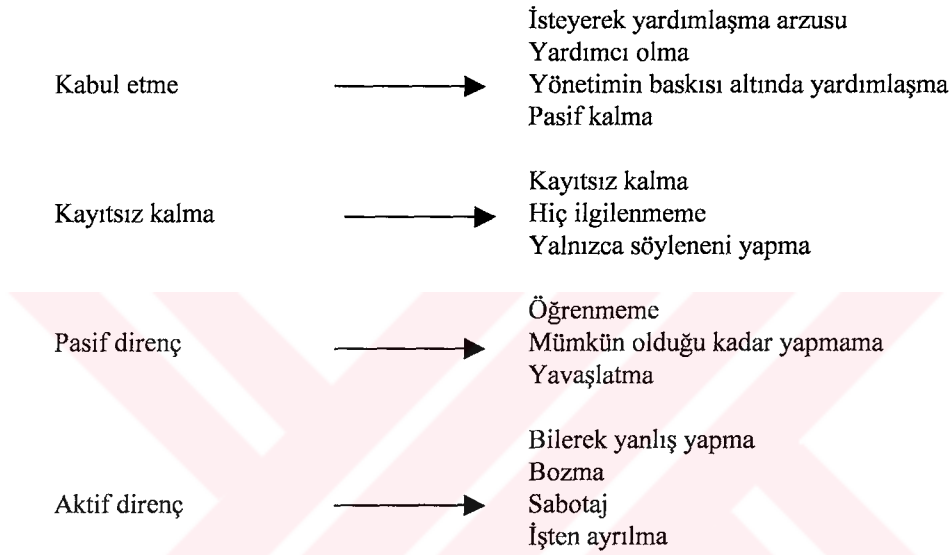 İsteyerek yardımlaşma arzusu
Yardımcı olma
Kabul etme Yönetimin baskısı altında yardımlaşma
Pasif kalma
Kayıtsız kalma
Kayıtsız kalma Hiç ilgilenmeme
Yalnızca söyleneni yapma
Öğrenmeme
Pasif direnç Mümkün olduğu kadar yapmama
Yavaşlatma
Bilerek yanlış yapma
Bozma
Aktif direnç Sabotaj
İşten ayrılma